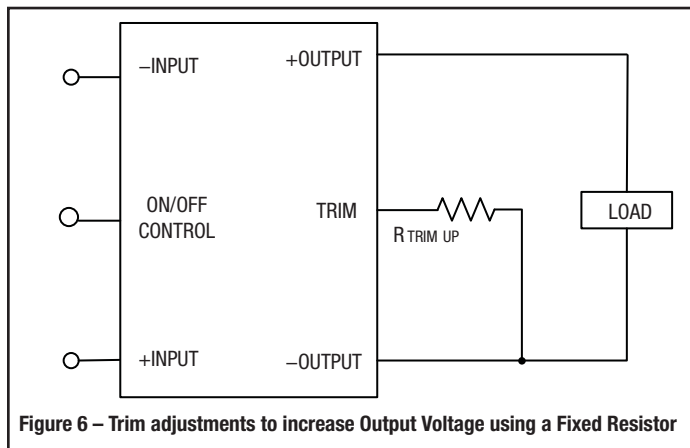 −INPUT
+OUTPUT
ON/OFF
CONTROL
TRIM
R TRIM UP
LOAD
+INPUT
−OUTPUT
Figure 6 – Trim adjustments to increase Output Voltage using a Fixed Resistor